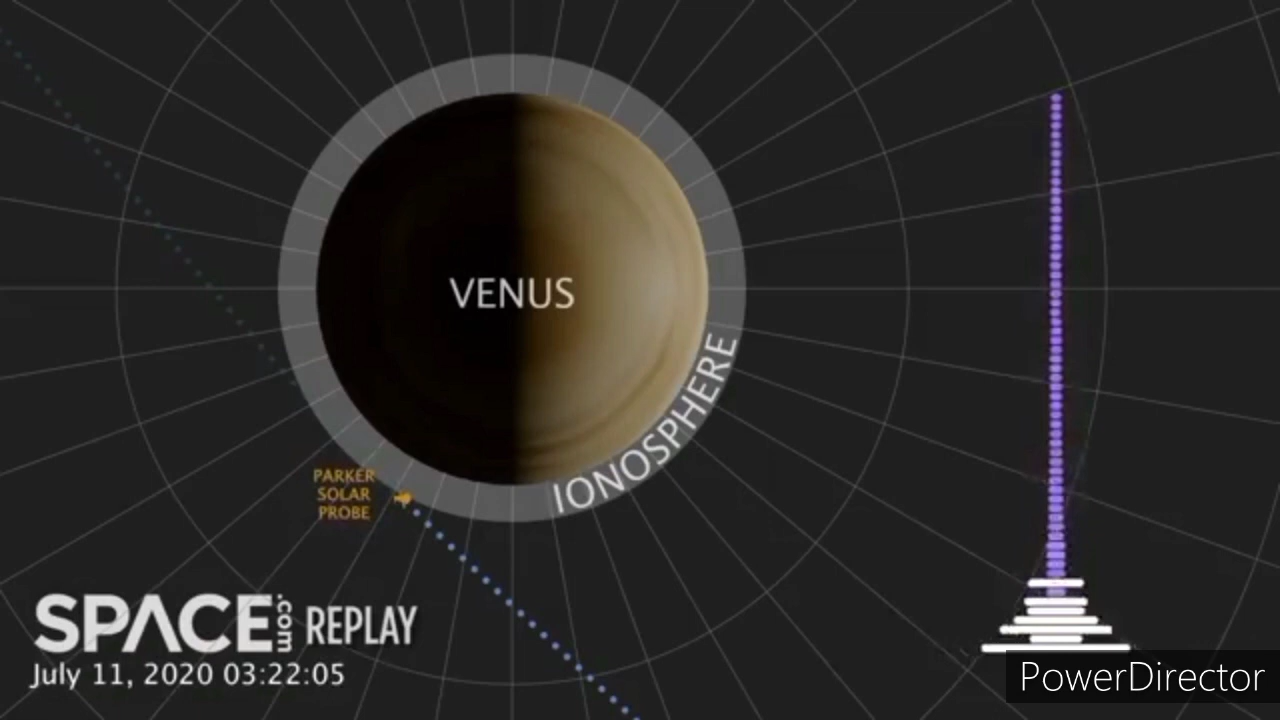 VENUS
IONOSPHERE
PARKER
SOLAR
PROBE
SPACE.com REPLAY
July 11, 2020 03:22:05
PowerDirector